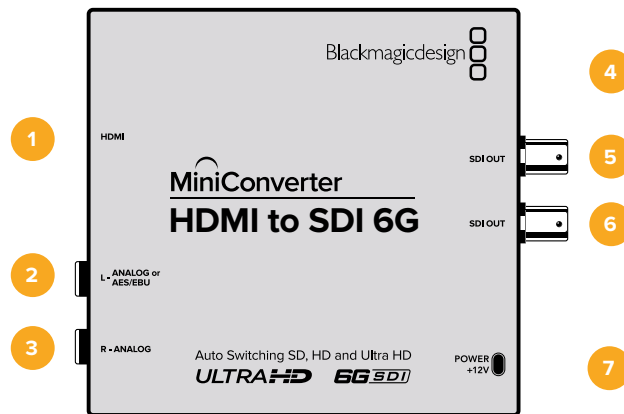 Blackmagicdesign
4
1
HDMI
SDI OUT
5
MiniConverter
HDMI to SDI 6G
SDI OUT
6
2
L - ANALOG or
AES/EBU
3
R - ANALOG
Auto Switching SD, HD and Ultra HD
ULTRAHD 6G SDI
POWER
+12V
7